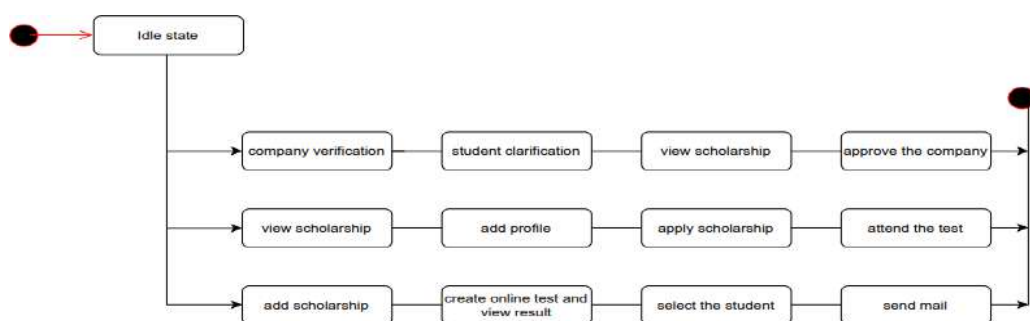 Idle state
company verification
student clarification
view scholarship
approve the company
view scholarship
add profile
apply scholarship
attend the test
add scholarship
create online test and
view result
select the student
send mail